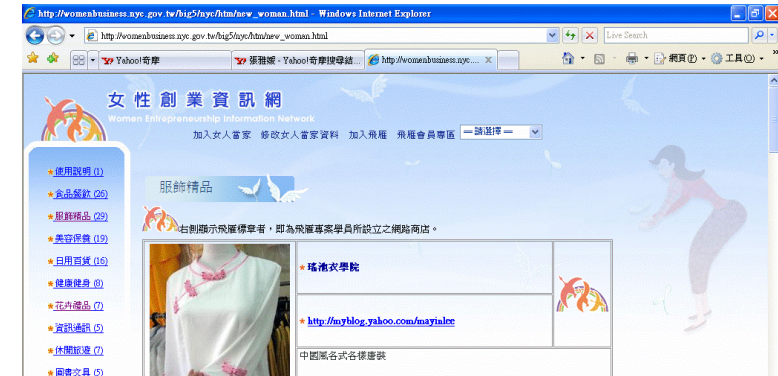 http://womenbusiness.nyc.gov.tw/big5/nyc/htm/new_woman.html - Windows Internet Explorer
http://womenbusiness.nyc.gov.tw/big5/nyc/htm/new_woman.html
Live Search
Yahoo!奇摩
張雅媛 - Yahoo!奇摩搜尋結...
http://womenbusiness.nyc....
網頁(P)
工具(O)
女性創業資訊網
Women Entrepreneurship Information Network
加入女人當家 修改女人當家資料 加入飛雁 飛雁會員專區 ═請選擇═
使用說明 (1)
食品餐飲 (26)
服飾精品 (29)
美容保養 (19)
日用百貨 (16)
健康健身 (8)
花卉禮品 (7)
資訊通訊 (5)
休閒旅遊 (7)
圖書文具 (5)
服飾精品
右側顯示飛雁標章者，即為飛雁專案學員所設立之網路商店。
瑤池衣學院
http://myblog.yahoo.com/mayinlee
中國風各式各樣唐裝